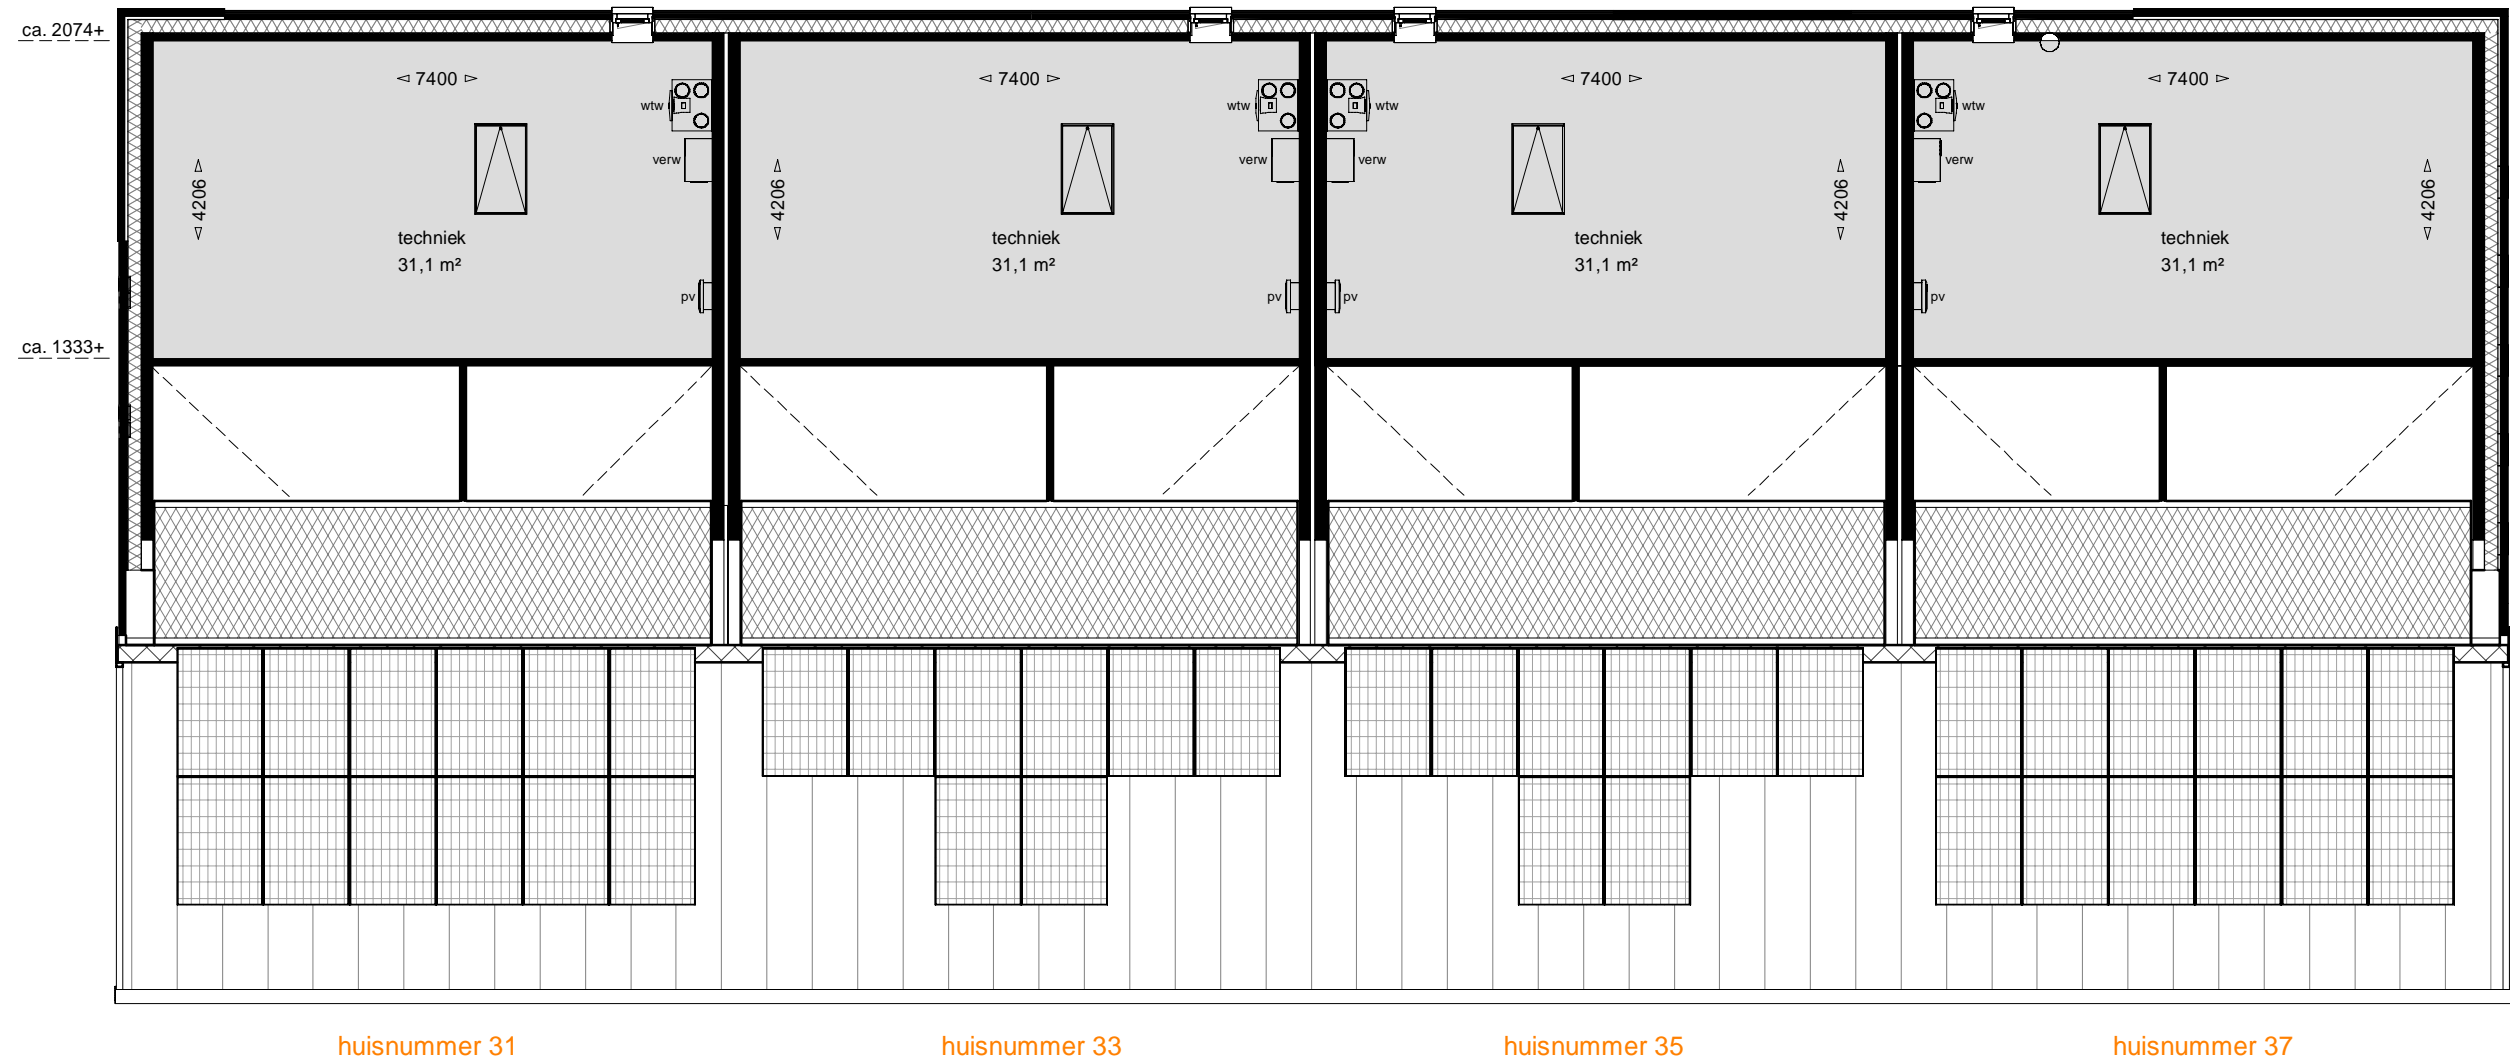 ca. 2074+
◅ 7400 ▻
◅ 7400 ▻
◅ 7400 ▻
◅ 7400 ▻
wtw
wtw
wtw
wtw
verw
verw
verw
verw
4206
4206
4206
4206
techniek
31,1 m²
techniek
31,1 m²
techniek
31,1 m²
techniek
31,1 m²
pv
pv
pv
pv
ca. 1333+
huisnummer 31
huisnummer 33
huisnummer 35
huisnummer 37